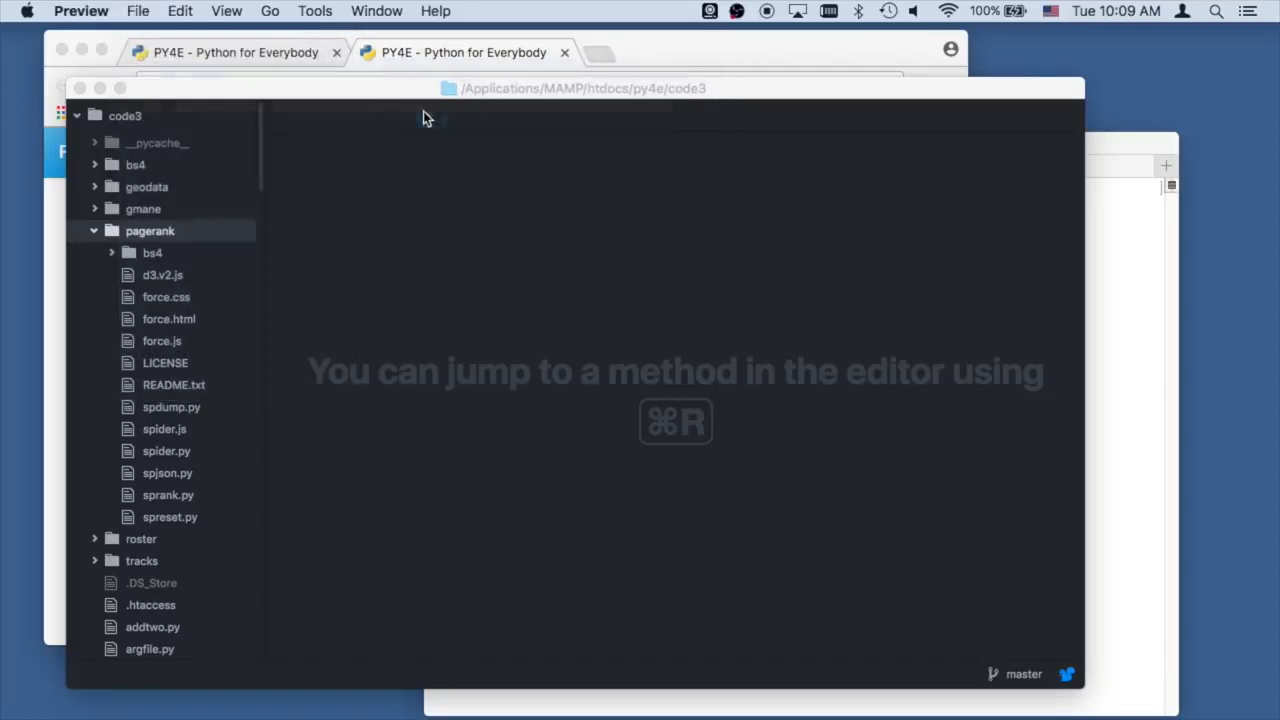 Preview File Edit View Go Tools Window Help 100% Tue 10:09 AM
PY4E - Python for Everybody PY4E - Python for Everybody
/Applications/MAMP/htdocs/py4e/code3
code3
__pycache__
bs4
geodata
gmane
pagerank
bs4
d3.v2.js
force.css
force.html
force.js
LICENSE
README.txt
spdump.py
spider.js
spider.py
spjson.py
sprank.py
spreset.py
roster
tracks
.DS_Store
.htaccess
addtwo.py
argfile.py
You can jump to a method in the editor using
⌘R
master